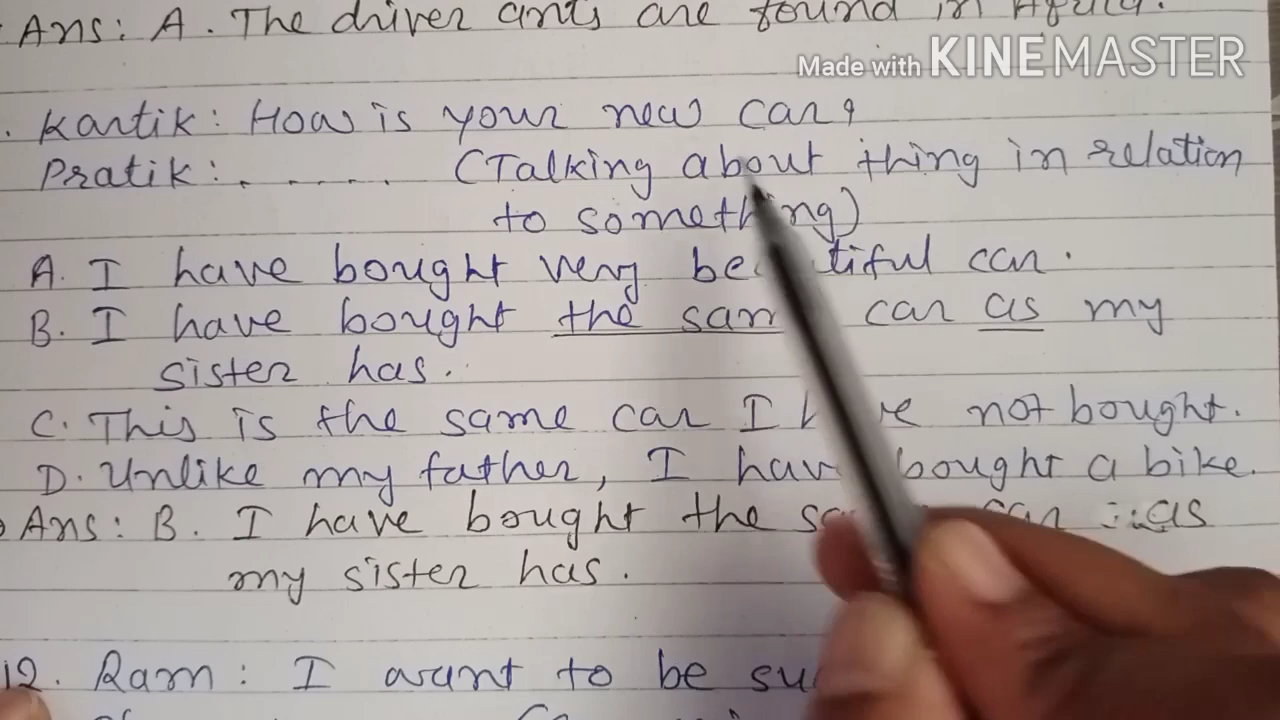 Ans: A. The driver ants are found in Africa.
Made with KINEMASTER
. Kartik: How is your new car?
Pratik: . . . . . (Talking about thing in relation
to something)
A. I have bought very beautiful car.
B. I have bought the same car as my
sister has.
C. This is the same car I have not bought.
D. Unlike my father, I have bought a bike.
Ans: B. I have bought the same car as
my sister has.
12. Ram: I want to be